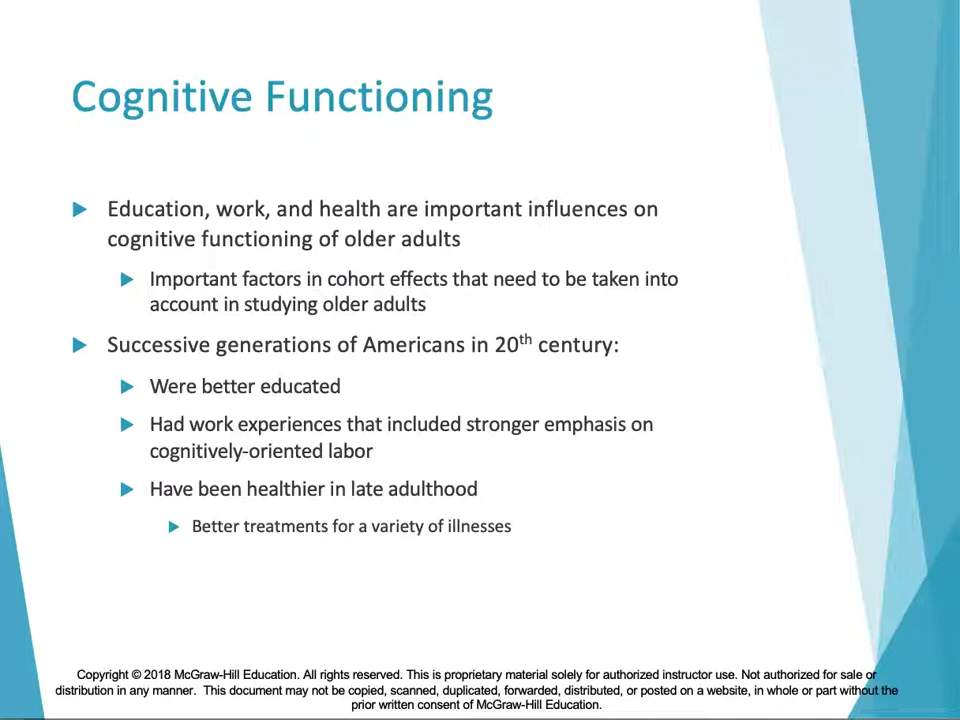 Cognitive Functioning
Education, work, and health are important influences on
cognitive functioning of older adults
Important factors in cohort effects that need to be taken into
account in studying older adults
Successive generations of Americans in 20th century:
Were better educated
Had work experiences that included stronger emphasis on
cognitively-oriented labor
Have been healthier in late adulthood
Better treatments for a variety of illnesses
Copyright © 2018 McGraw-Hill Education. All rights reserved. This is proprietary material solely for authorized instructor use. Not authorized for sale or
distribution in any manner.  This document may not be copied, scanned, duplicated, forwarded, distributed, or posted on a website, in whole or part without the
prior written consent of McGraw-Hill Education.